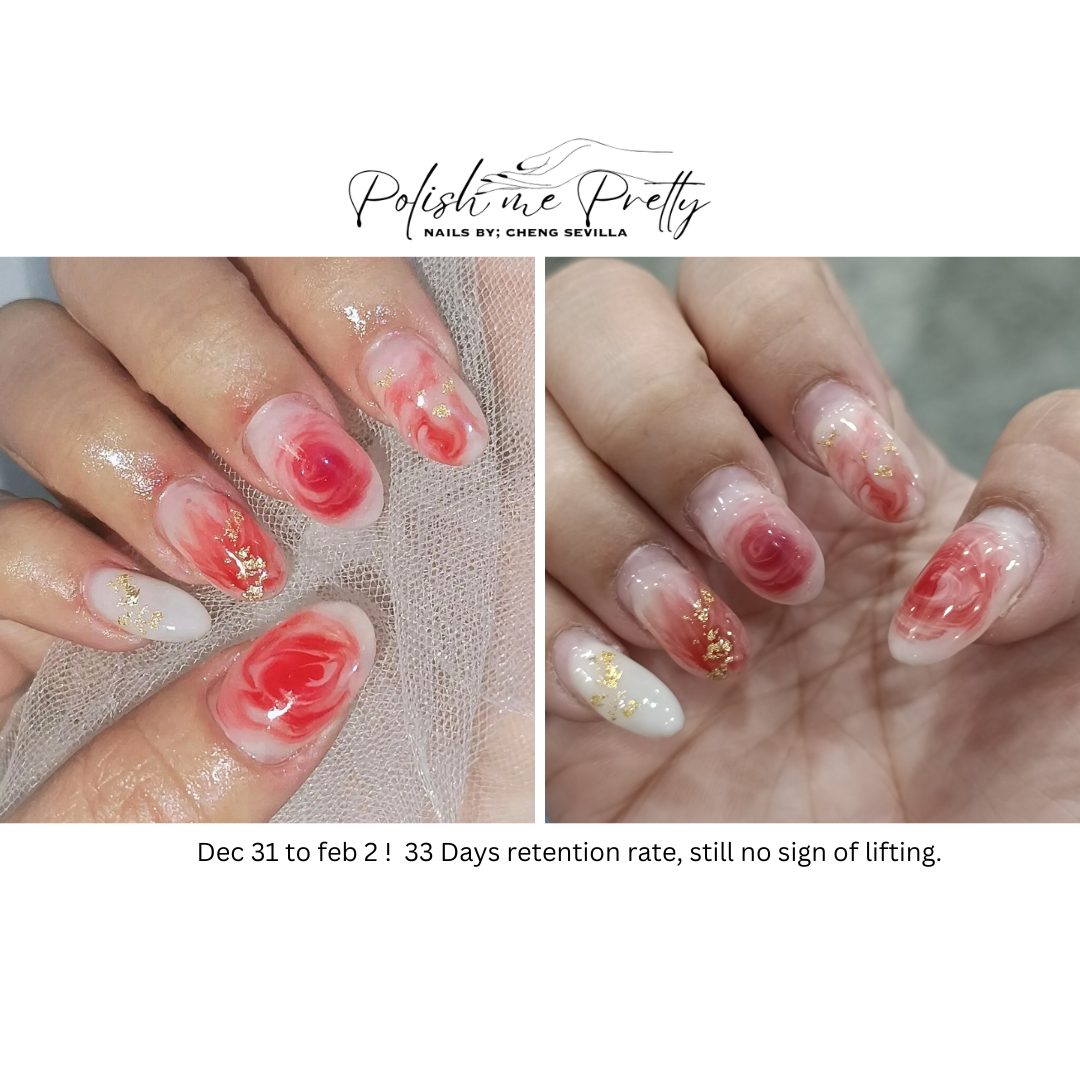 Polish me Pretty
NAILS BY; CHENG SEVILLA
Dec 31 to feb 2 ! 33 Days retention rate, still no sign of lifting.